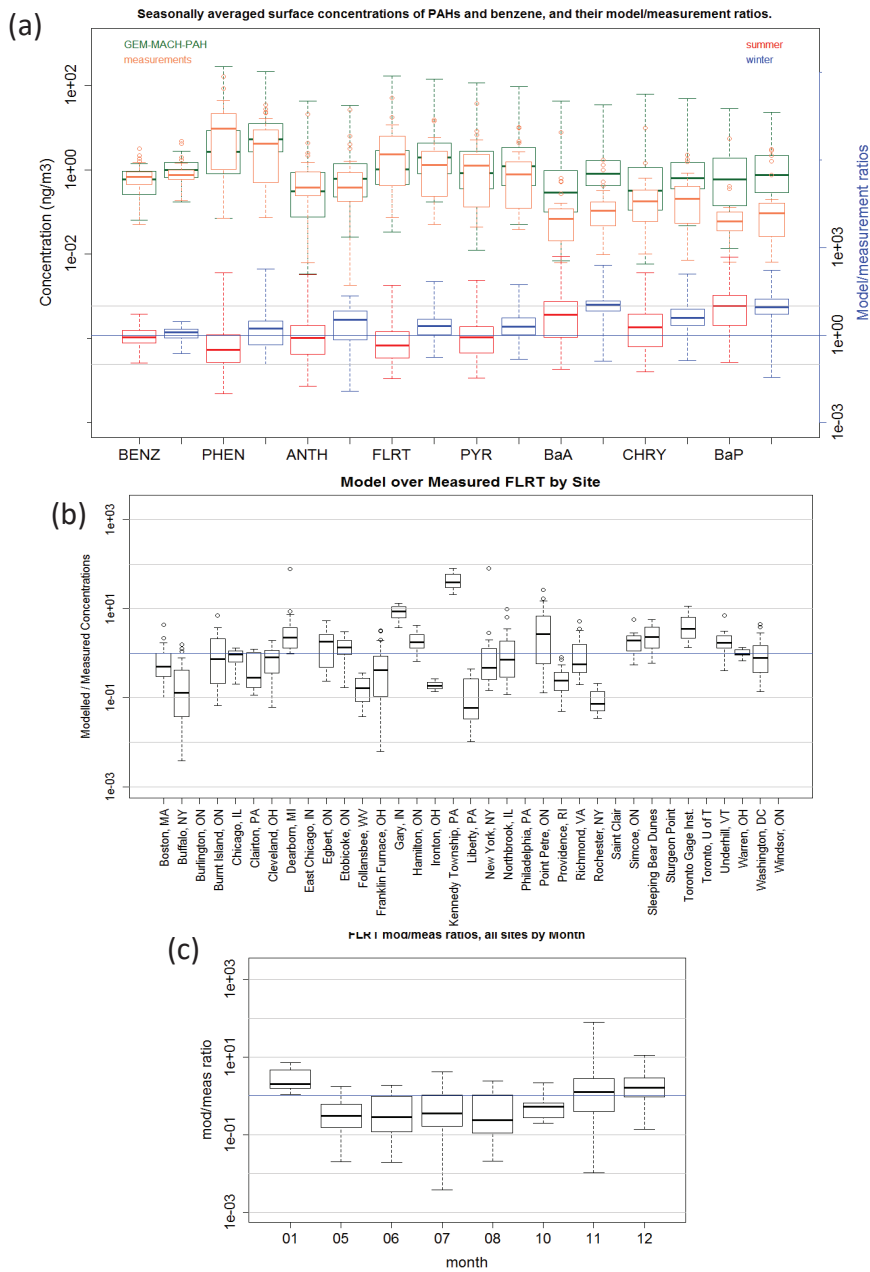 (a)
Seasonally averaged surface concentrations of PAHs and benzene, and their model/measurement ratios.
GEM-MACH-PAH
measurements
summer
winter
Concentration (ng/m3)
1e+02
1e+00
1e-02
Model/measurement ratios
1e+03
1e+00
1e-03
BENZ PHEN ANTH FLRT PYR BaA CHRY BaP
(b)
Model over Measured FLRT by Site
Modelled / Measured Concentrations
1e+03
1e+01
1e-01
1e-03
Boston, MA
Buffalo, NY
Burlington, ON
Burnt Island, ON
Chicago, IL
Clairton, PA
Cleveland, OH
Dearborn, MI
East Chicago, IN
Egbert, ON
Etobicoke, ON
Follansbee, WV
Franklin Furnace, OH
Gary, IN
Hamilton, ON
Ironton, OH
Kennedy Township, PA
Liberty, PA
New York, NY
Northbrook, IL
Philadelphia, PA
Point Petre, ON
Providence, RI
Richmond, VA
Rochester, NY
Saint Clair
Simcoe, ON
Sleeping Bear Dunes
Sturgeon Point
Toronto Gage Inst.
Toronto, U of T
Underhill, VT
Warren, OH
Washington, DC
Windsor, ON
(c)
FLRT mod/meas ratios, all sites by Month
mod/meas ratio
1e+03
1e+01
1e-01
1e-03
01 05 06 07 08 10 11 12
month